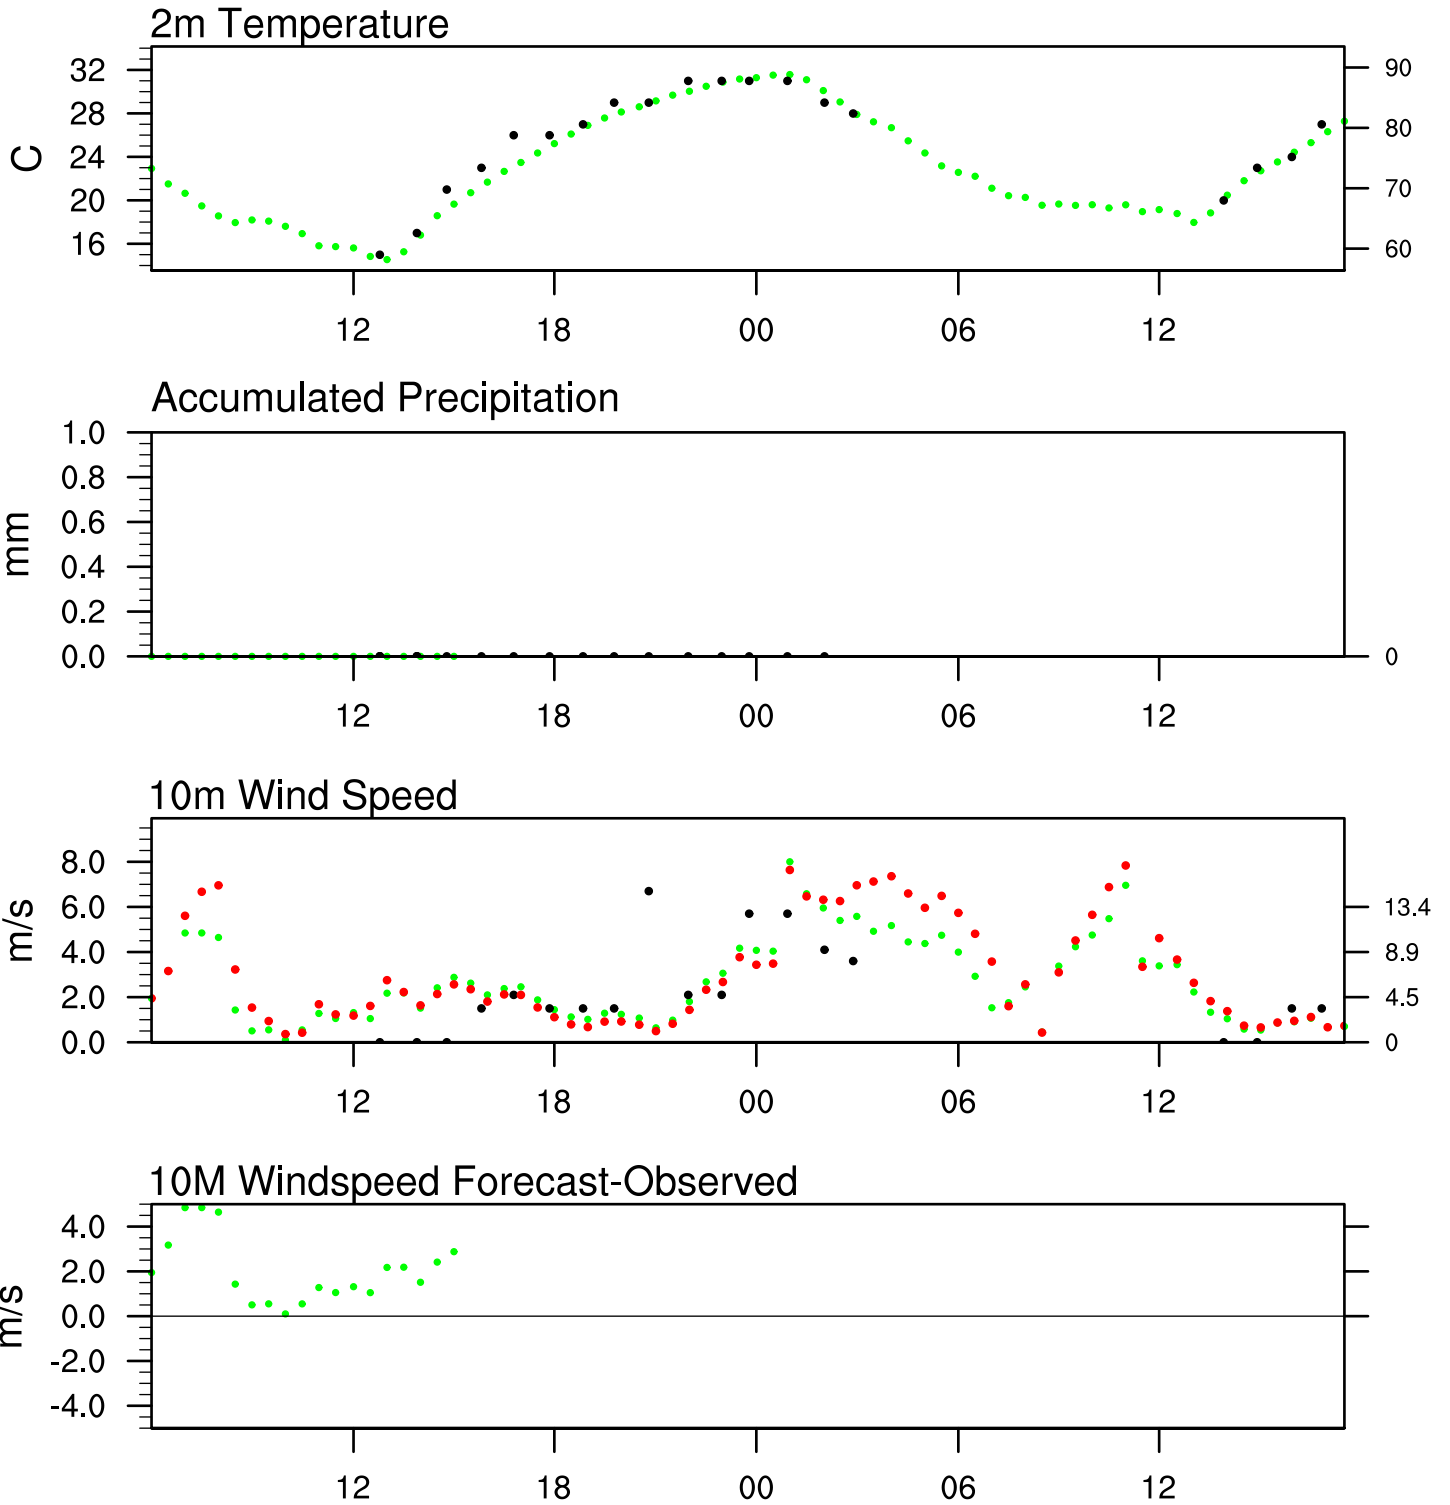 2m Temperature
C
32
28
24
20
16
90
80
70
60
12 18 00 06 12
Accumulated Precipitation
mm
1.0
0.8
0.6
0.4
0.2
0.0
0
12 18 00 06 12
10m Wind Speed
m/s
8.0
6.0
4.0
2.0
0.0
13.4
8.9
4.5
0
12 18 00 06 12
10M Windspeed Forecast-Observed
m/s
4.0
2.0
0.0
-2.0
-4.0
12 18 00 06 12